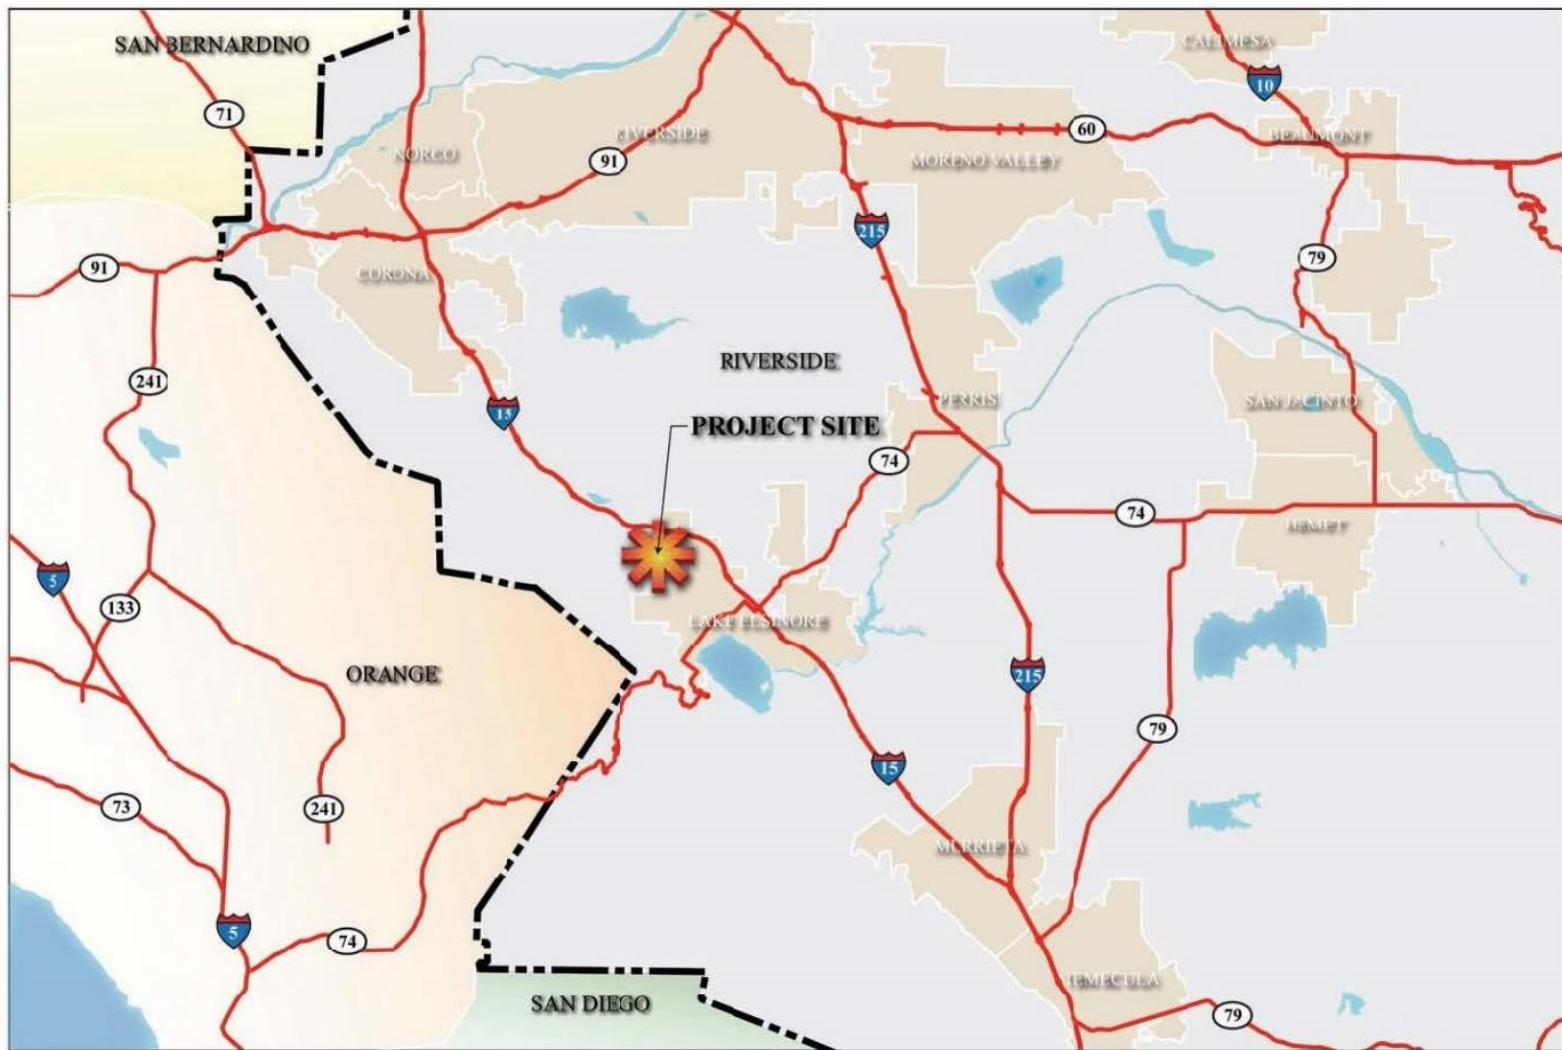 SAN BERNARDINO
CALIMESA
10
71
60
RIVERSIDE
BEAUMONT
NORCO
91
MORENO VALLEY
215
79
91
CORONA
RIVERSIDE
241
PERRIS
SAN JACINTO
15
PROJECT SITE
74
74
HEMET
5
133
LAKE ELSINORE
ORANGE
215
79
15
73
241
MURRIETA
5
74
TEMECULA
SAN DIEGO
79